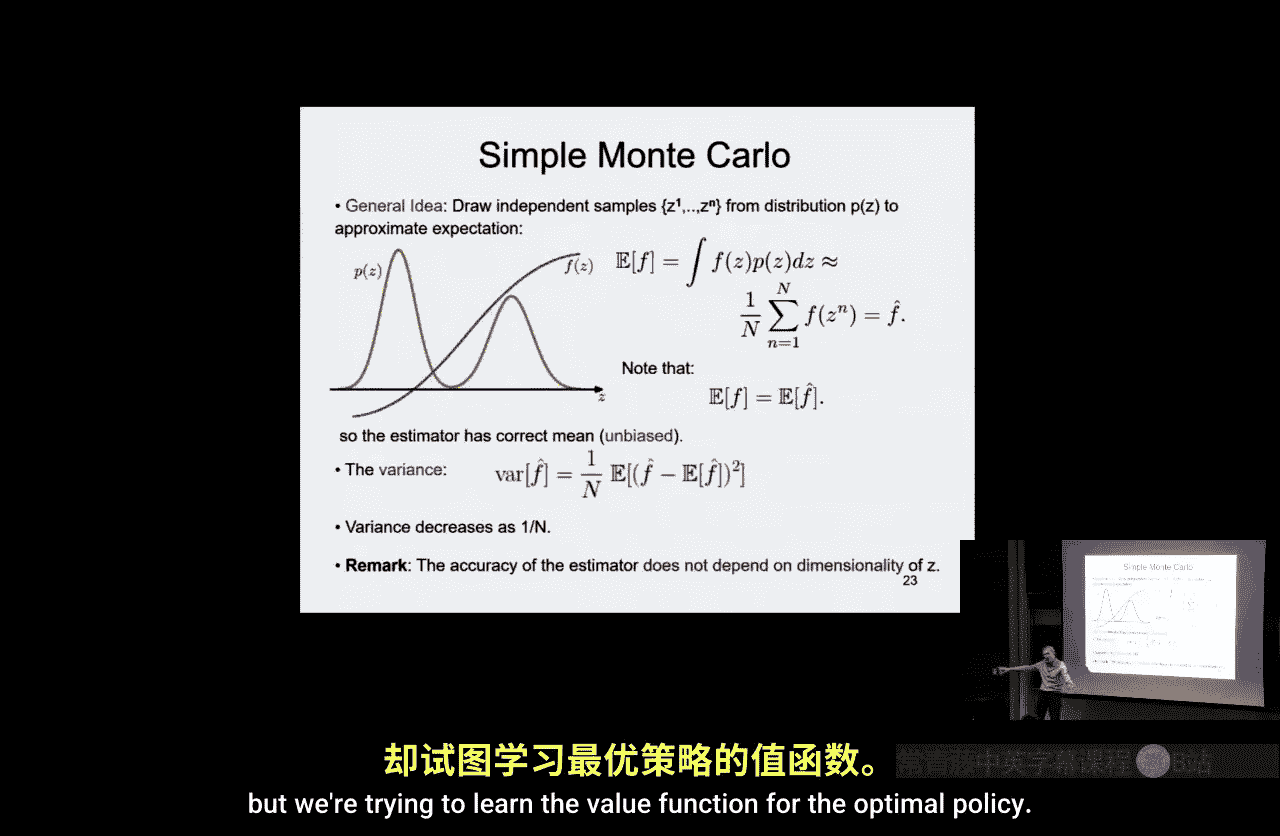 Simple Monte Carlo
• General Idea: Draw independent samples {z¹,..,zⁿ} from distribution p(z) to
approximate expectation:
p(z)
f(z)
z
𝔼[f] = ∫ f(z)p(z)dz ≈
1/N ∑_{n=1}^{N} f(zⁿ) = f̂.
Note that:
𝔼[f] = 𝔼[f̂].
so the estimator has correct mean (unbiased).
• The variance:
var[f̂] = 1/N 𝔼[(f̂ − 𝔼[f̂])²]
• Variance decreases as 1/N.
• Remark: The accuracy of the estimator does not depend on dimensionality of z.
23
Simple Monte Carlo
却试图学习最优策略的值函数。
but we're trying to learn the value function for the optimal policy.